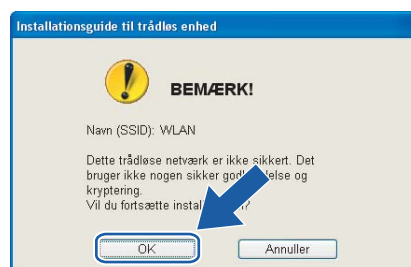 Installationsguide til trådløs enhed
BEMÆRK!
Navn (SSID): WLAN
Dette trådløse netværk er ikke sikkert. Det
bruger ikke nogen sikker og
kryptering.
Vil du fortsætte
OK
Annuller